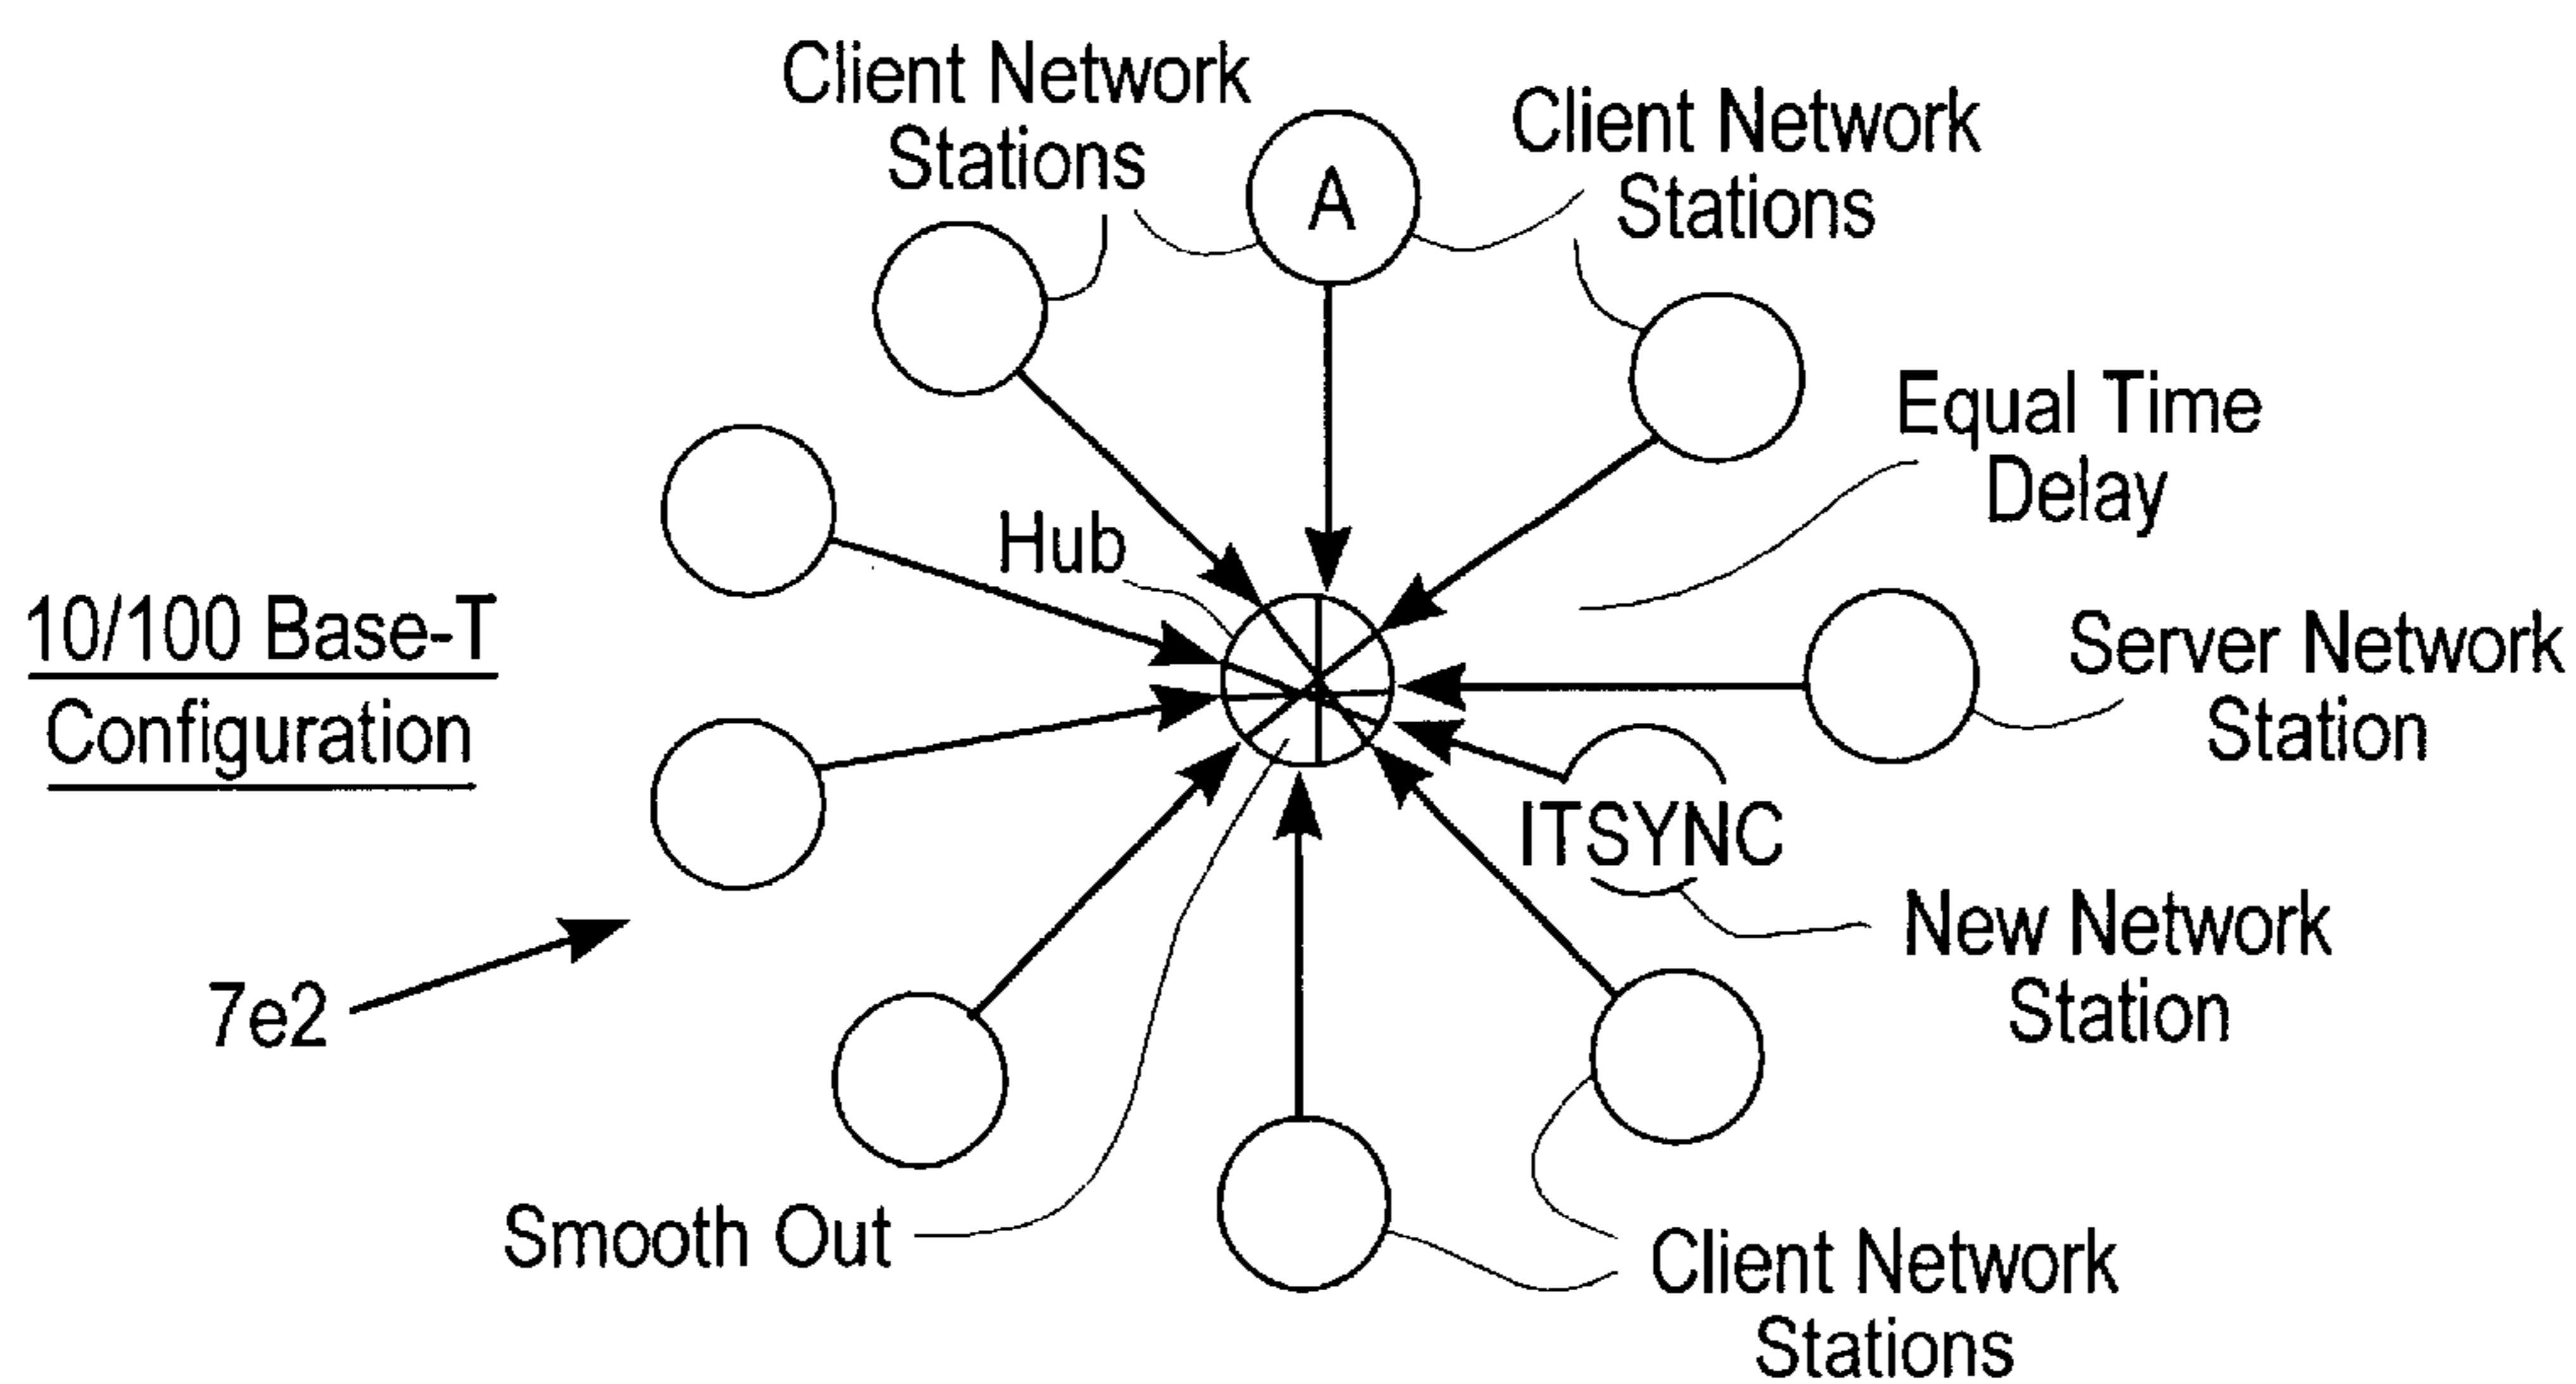 Client Network
Stations
A
Client Network
Stations
Equal Time
Delay
Hub
10/100 Base-T
Configuration
Server Network
Station
ITSYNC
New Network
Station
7e2
Smooth Out
Client Network
Stations